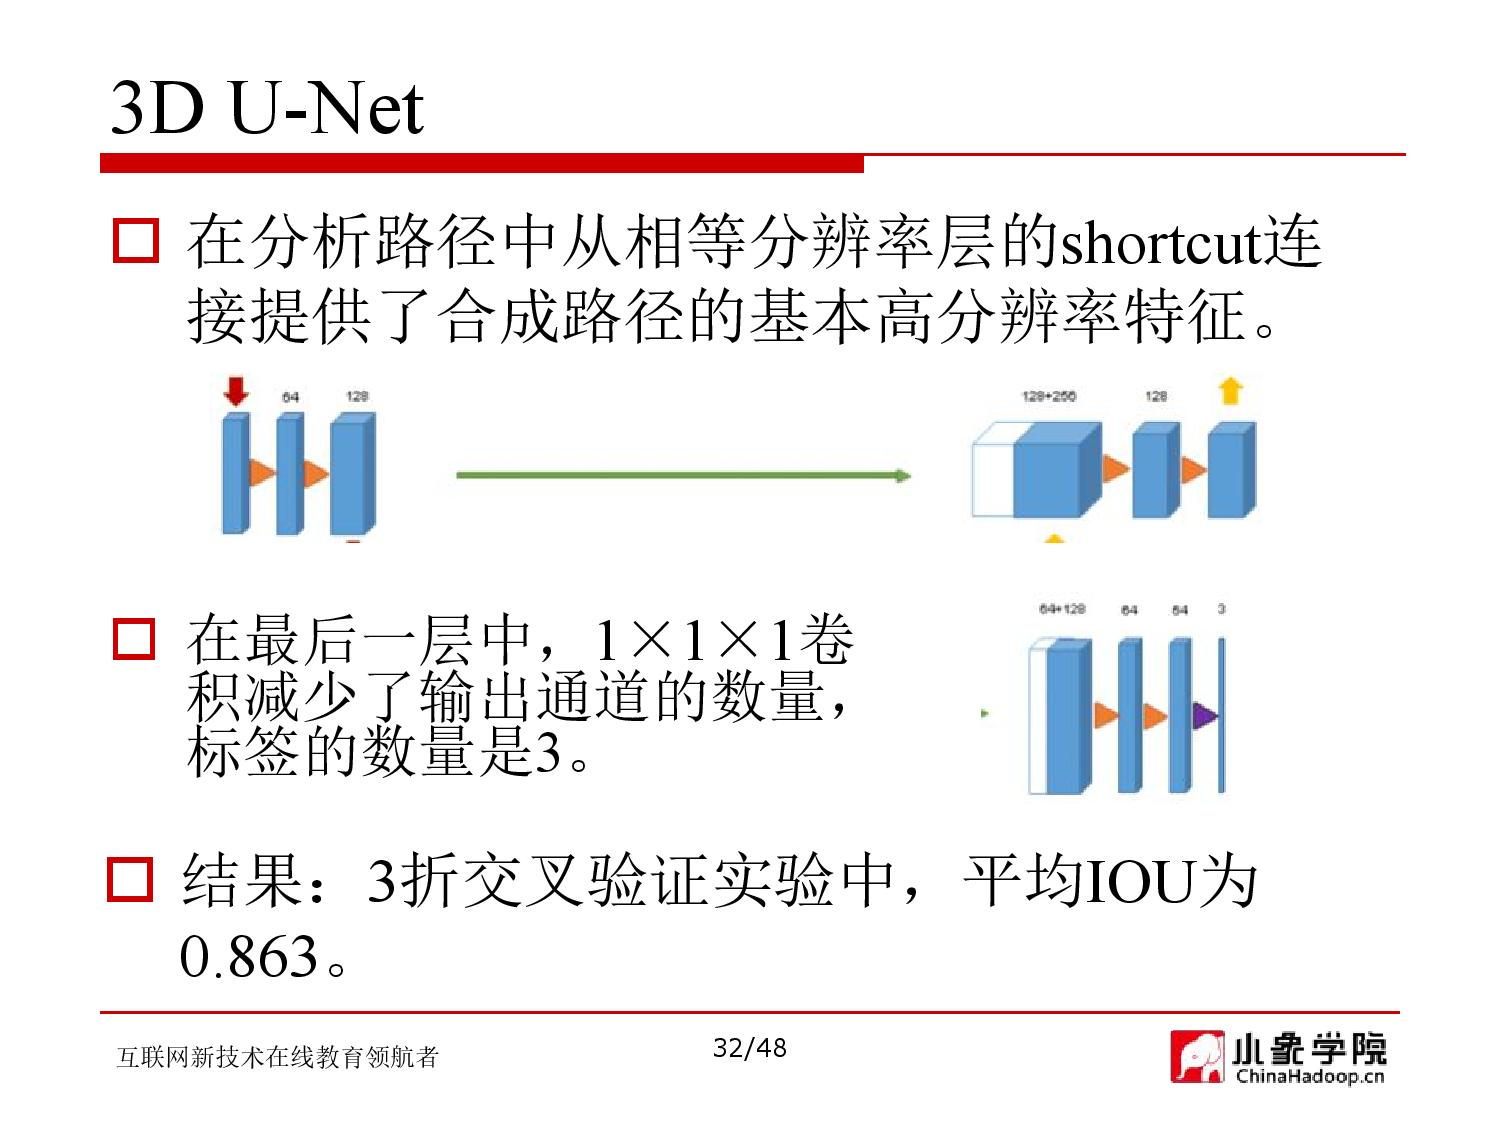 3D U-Net
在分析路径中从相等分辨率层的shortcut连
接提供了合成路径的基本高分辨率特征。
64 128
128+256 128
在最后一层中，1×1×1卷
积减少了输出通道的数量，
标签的数量是3。
64+128 64 64 3
结果：3折交叉验证实验中，平均IOU为
0.863。
互联网新技术在线教育领航者
32/48
小象学院
ChinaHadoop.cn